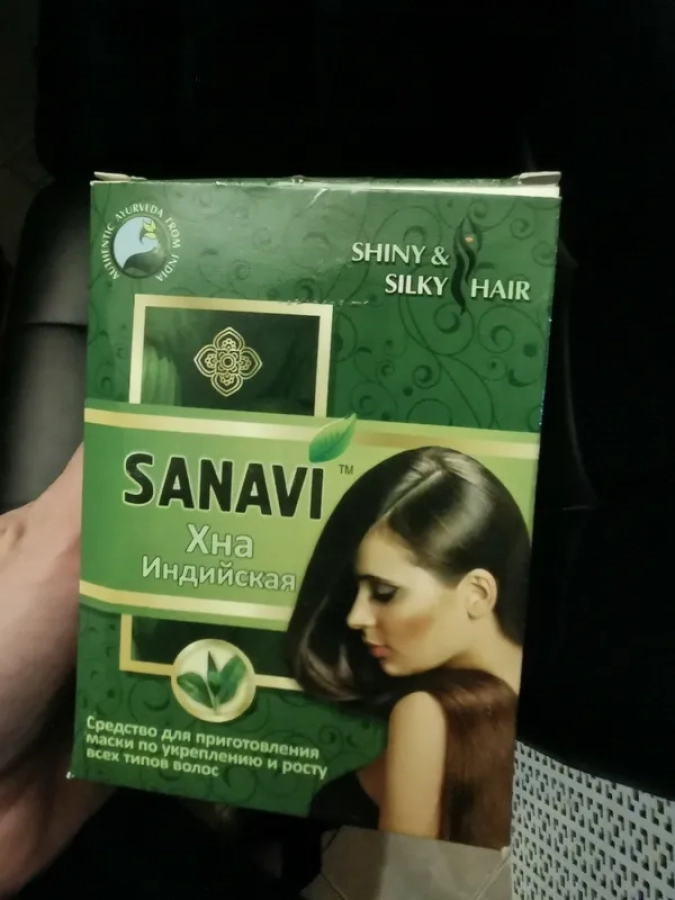 AUTHENTIC AYURVEDA FROM INDIA
SHINY &
SILKY HAIR
SANAVI™
Хна
Индийская
Средство для приготовления
маски по укреплению и росту
всех типов волос